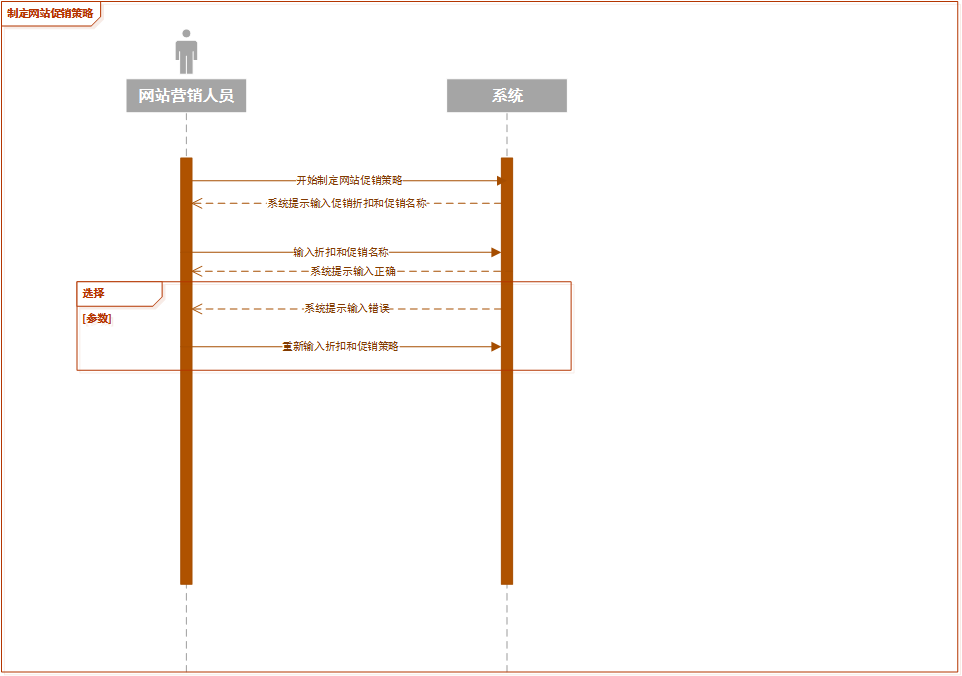 制定网站促销策略
网站营销人员
系统
开始制定网站促销策略
系统提示输入促销折扣和促销名称
输入折扣和促销名称
系统提示输入正确
选择
系统提示输入错误
[参数]
重新输入折扣和促销策略